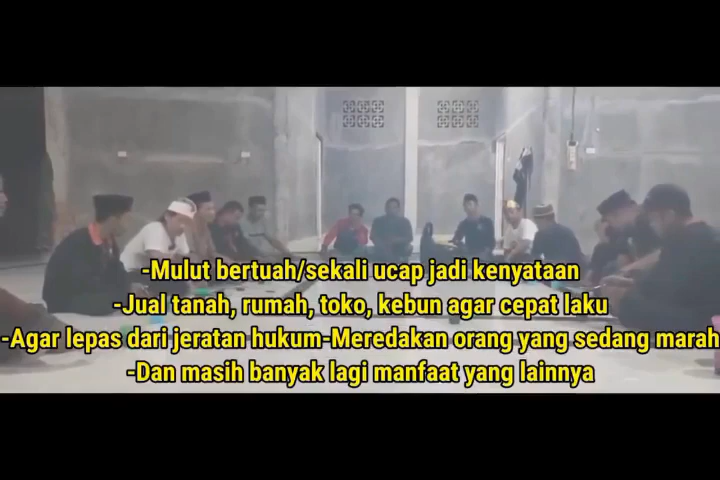 -Mulut bertuah/sekali ucap jadi kenyataan
-Jual tanah, rumah, toko, kebun agar cepat laku
-Agar lepas dari jeratan hukum-Meredakan orang yang sedang marah
-Dan masih banyak lagi manfaat yang lainnya